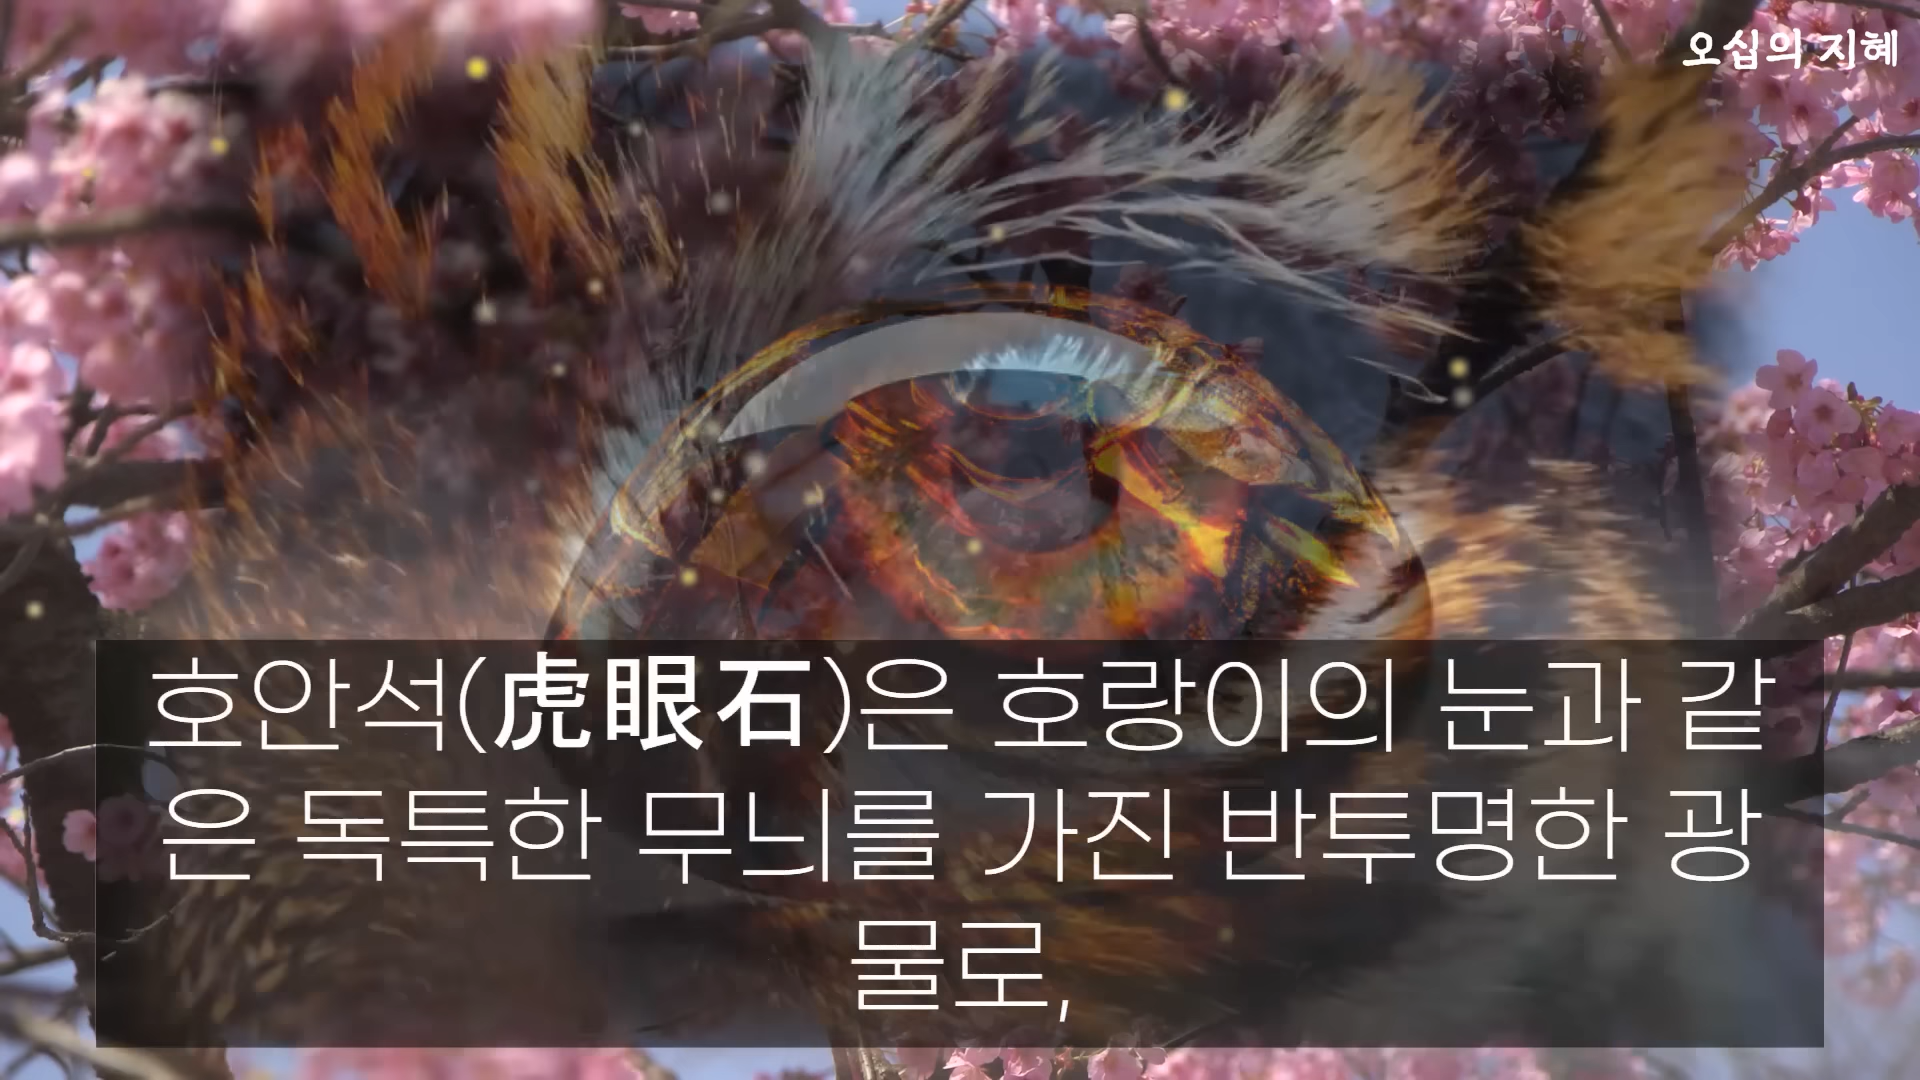 오십의 지혜
호안석(虎眼石)은 호랑이의 눈과 같
은 독특한 무늬를 가진 반투명한 광
물로,